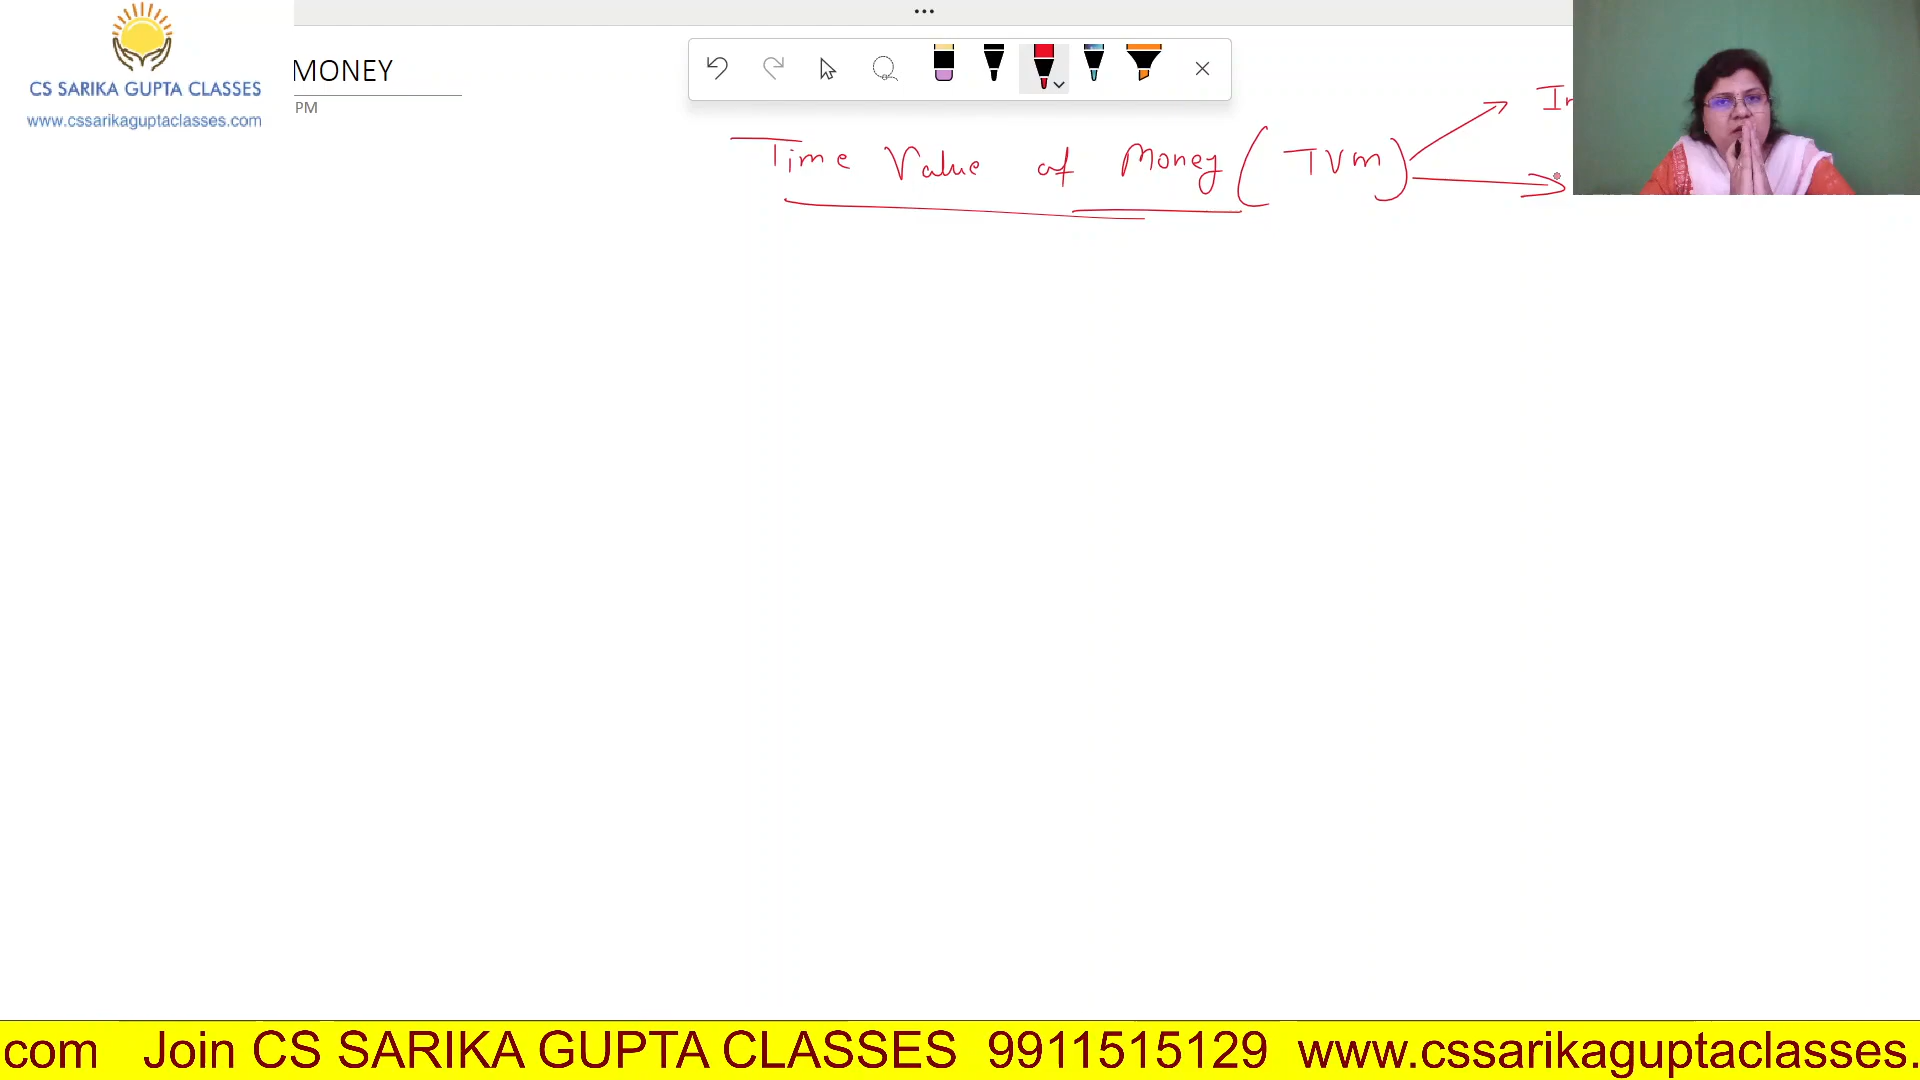 CS SARIKA GUPTA CLASSES
www.cssarikaguptaclasses.com
MONEY
PM
Time Value of Money (TVM)
com Join CS SARIKA GUPTA CLASSES 9911515129 www.cssarikaguptaclasses.